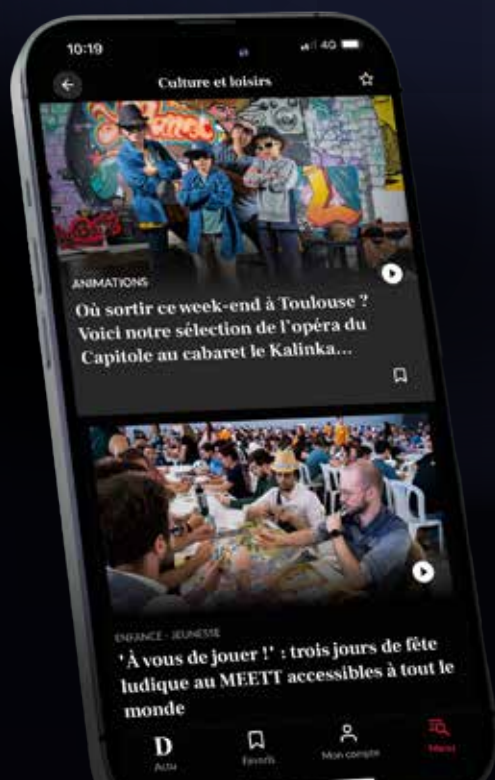 10:19
4G
Culture et loisirs
ANIMATIONS
Où sortir ce week-end à Toulouse ?
Voici notre sélection de l'opéra du
Capitole au cabaret le Kalinka...
ENFANCE - JEUNESSE
'À vous de jouer !' : trois jours de fête
ludique au MEETT accessibles à tout le
monde
D
Actu
Favoris
Mon compte
Menu